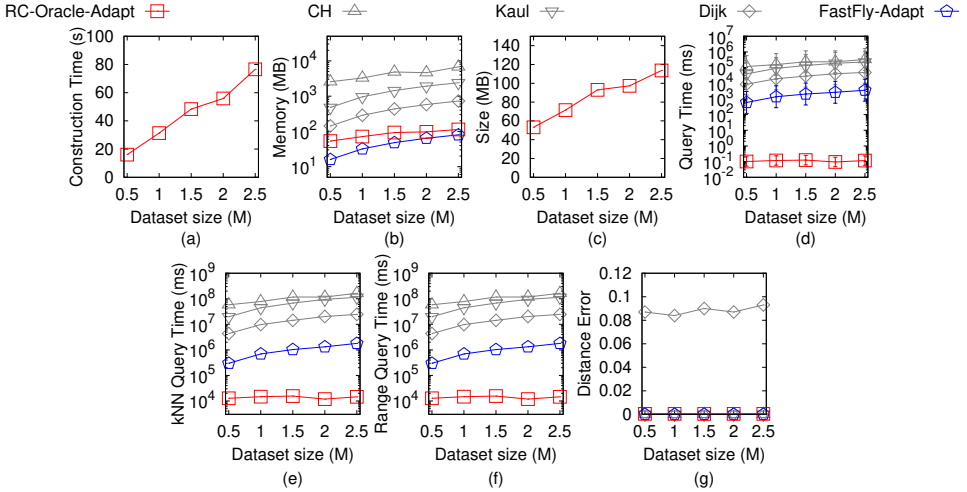 RC-Oracle-Adapt CH Kaul Dijk FastFly-Adapt
Construction Time (s)
100
80
60
40
20
0
0.5 1 1.5 2 2.5
Dataset size (M)
(a)
Memory (MB)
10^4
10^3
10^2
10^1
0.5 1 1.5 2 2.5
Dataset size (M)
(b)
Size (MB)
140
120
100
80
60
40
20
0
0.5 1 1.5 2 2.5
Dataset size (M)
(c)
Query Time (ms)
10^6
10^5
10^4
10^3
10^2
10^1
10^0
10^-1
10^-2
0.5 1 1.5 2 2.5
Dataset size (M)
(d)
kNN Query Time (ms)
10^9
10^8
10^7
10^6
10^5
10^4
0.5 1 1.5 2 2.5
Dataset size (M)
(e)
Range Query Time (ms)
10^9
10^8
10^7
10^6
10^5
10^4
0.5 1 1.5 2 2.5
Dataset size (M)
(f)
Distance Error
0.12
0.1
0.08
0.06
0.04
0.02
0
0.5 1 1.5 2 2.5
Dataset size (M)
(g)